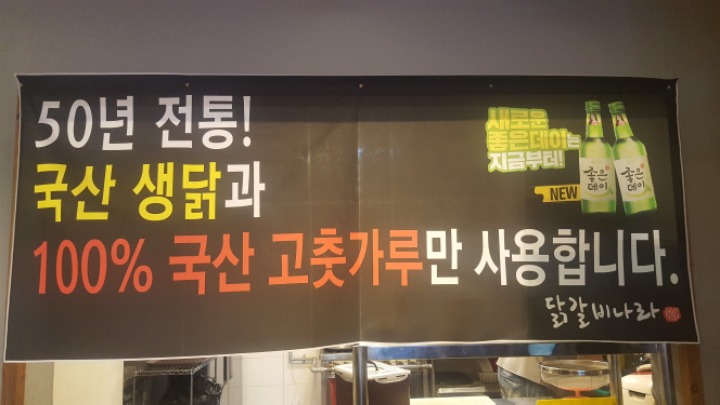 50년 전통!
국산 생닭과
100% 국산 고춧가루만 사용합니다.
새로운
좋은데이는
지금부터!
NEW
좋은
데이
좋은
데이
닭갈비나라